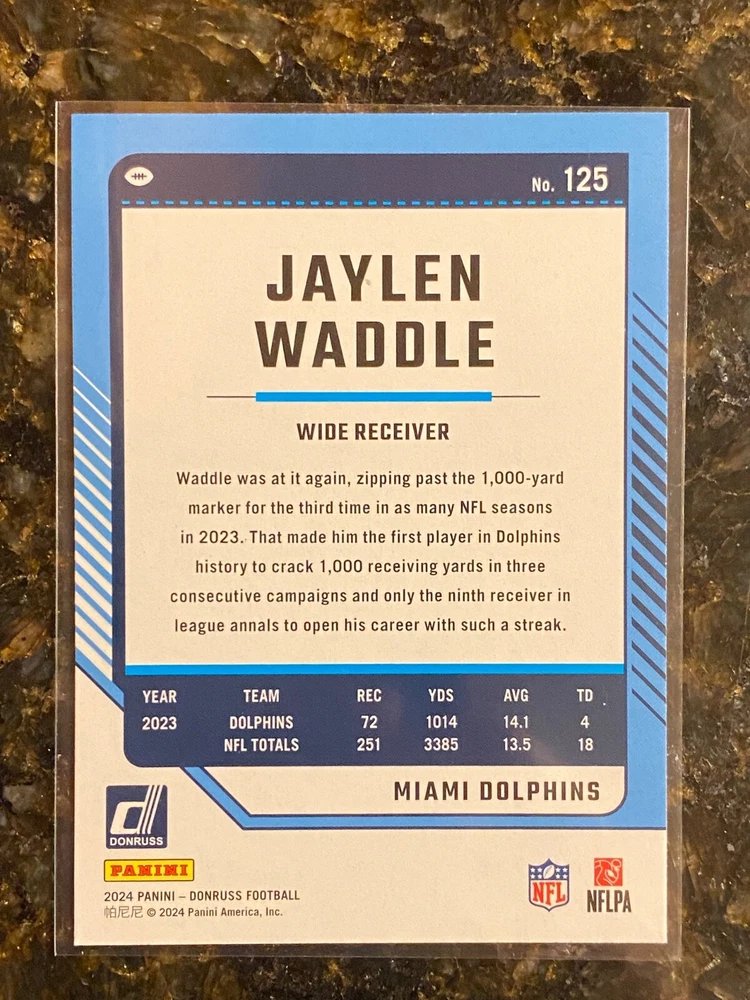 No. 125
JAYLEN
WADDLE
WIDE RECEIVER
Waddle was at it again, zipping past the 1,000-yard
marker for the third time in as many NFL seasons
in 2023. That made him the first player in Dolphins
history to crack 1,000 receiving yards in three
consecutive campaigns and only the ninth receiver in
league annals to open his career with such a streak.
YEAR TEAM REC YDS AVG TD
2023 DOLPHINS 72 1014 14.1 4
NFL TOTALS 251 3385 13.5 18
MIAMI DOLPHINS
d
DONRUSS
PANINI
2024 PANINI – DONRUSS FOOTBALL
帕尼尼 © 2024 Panini America, Inc.
NFL
NFLPA